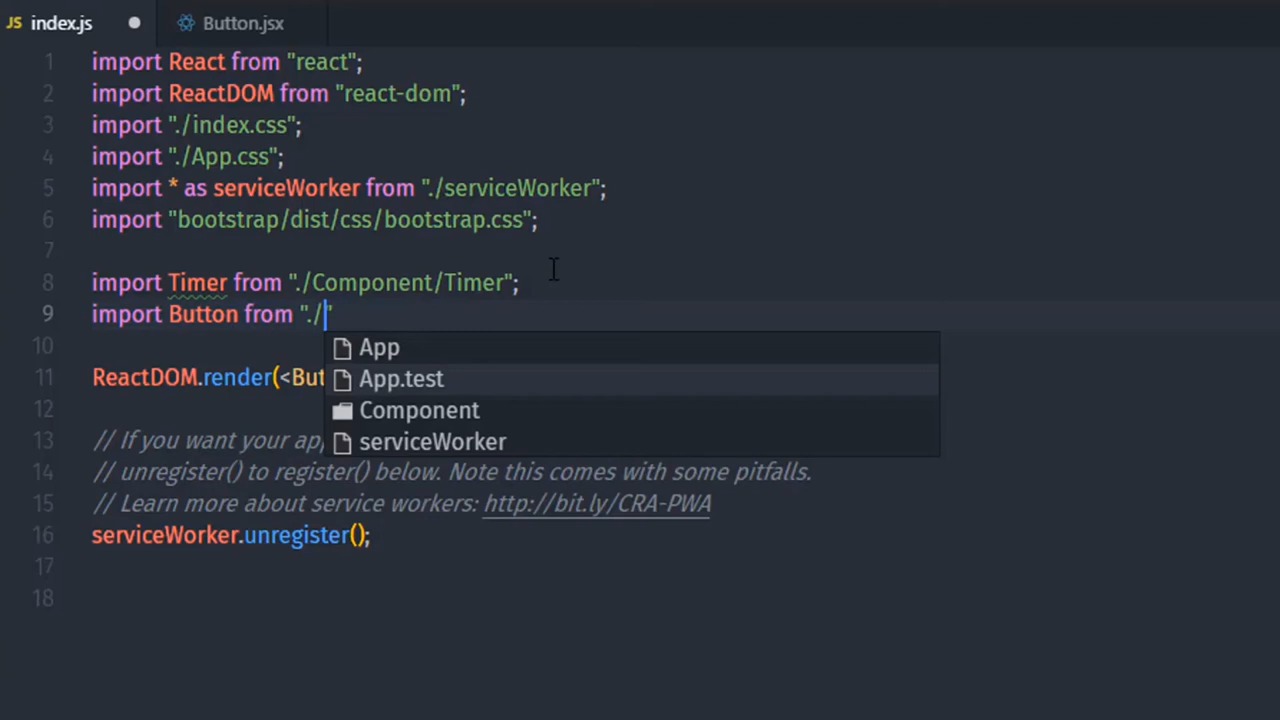 JS index.js
Button.jsx
1 import React from "react";
2 import ReactDOM from "react-dom";
3 import "./index.css";
4 import "./App.css";
5 import * as serviceWorker from "./serviceWorker";
6 import "bootstrap/dist/css/bootstrap.css";
7
8 import Timer from "./Component/Timer";
9 import Button from "./"
10
App
11 ReactDOM.render(<But
App.test
12
Component
13 // If you want your app
serviceWorker
14 // unregister() to register() below. Note this comes with some pitfalls.
15 // Learn more about service workers: http://bit.ly/CRA-PWA
16 serviceWorker.unregister();
17
18